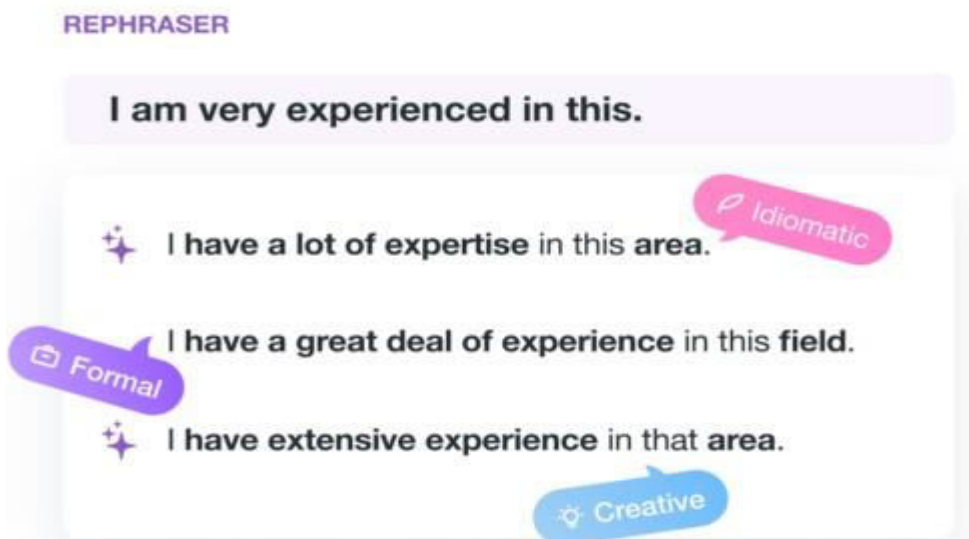 REPHRASER
I am very experienced in this.
Idiomatic
I have a lot of expertise in this area.
I have a great deal of experience in this field.
Formal
I have extensive experience in that area.
Creative